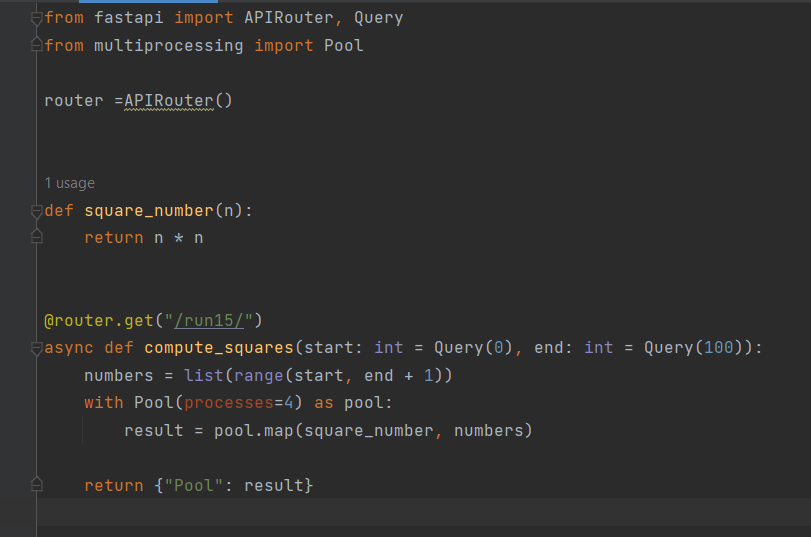 from fastapi import APIRouter, Query
from multiprocessing import Pool
router =APIRouter()
1 usage
def square_number(n):
    return n * n
@router.get("/run15/")
async def compute_squares(start: int = Query(0), end: int = Query(100)):
    numbers = list(range(start, end + 1))
    with Pool(processes=4) as pool:
        result = pool.map(square_number, numbers)
    return {"Pool": result}